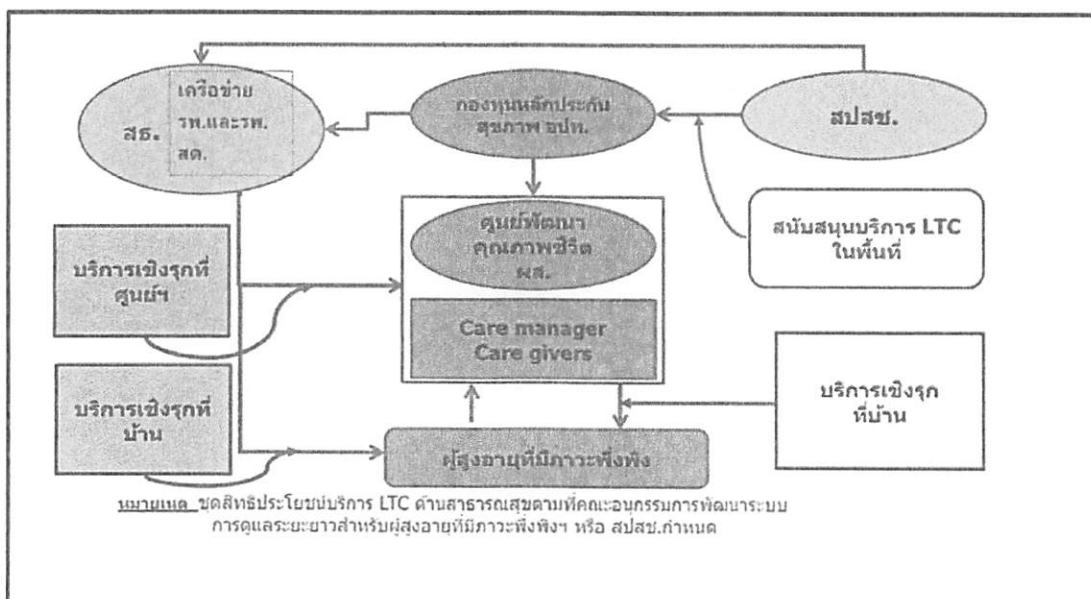 เครือข่าย
รพ.และรพ.
สต.
สธ.
กองทุนหลักประกัน
สุขภาพ อปท.
สปสช.
สนับสนุนบริการ LTC
ในพื้นที่
ศูนย์พัฒนา
คุณภาพชีวิต
ผส.
บริการเชิงรุกที่
ศูนย์ฯ
Care manager
Care givers
บริการเชิงรุกที่
บ้าน
บริการเชิงรุก
ที่บ้าน
ผู้สูงอายุที่มีภาวะพึ่งพิง
หมายเหตุ ชุดสิทธิประโยชน์บริการ LTC ด้านสาธารณสุขตามที่คณะอนุกรรมการพัฒนาระบบ
การดูแลระยะยาวสำหรับผู้สูงอายุที่มีภาวะพึ่งพิงฯ หรือ สปสช.กำหนด